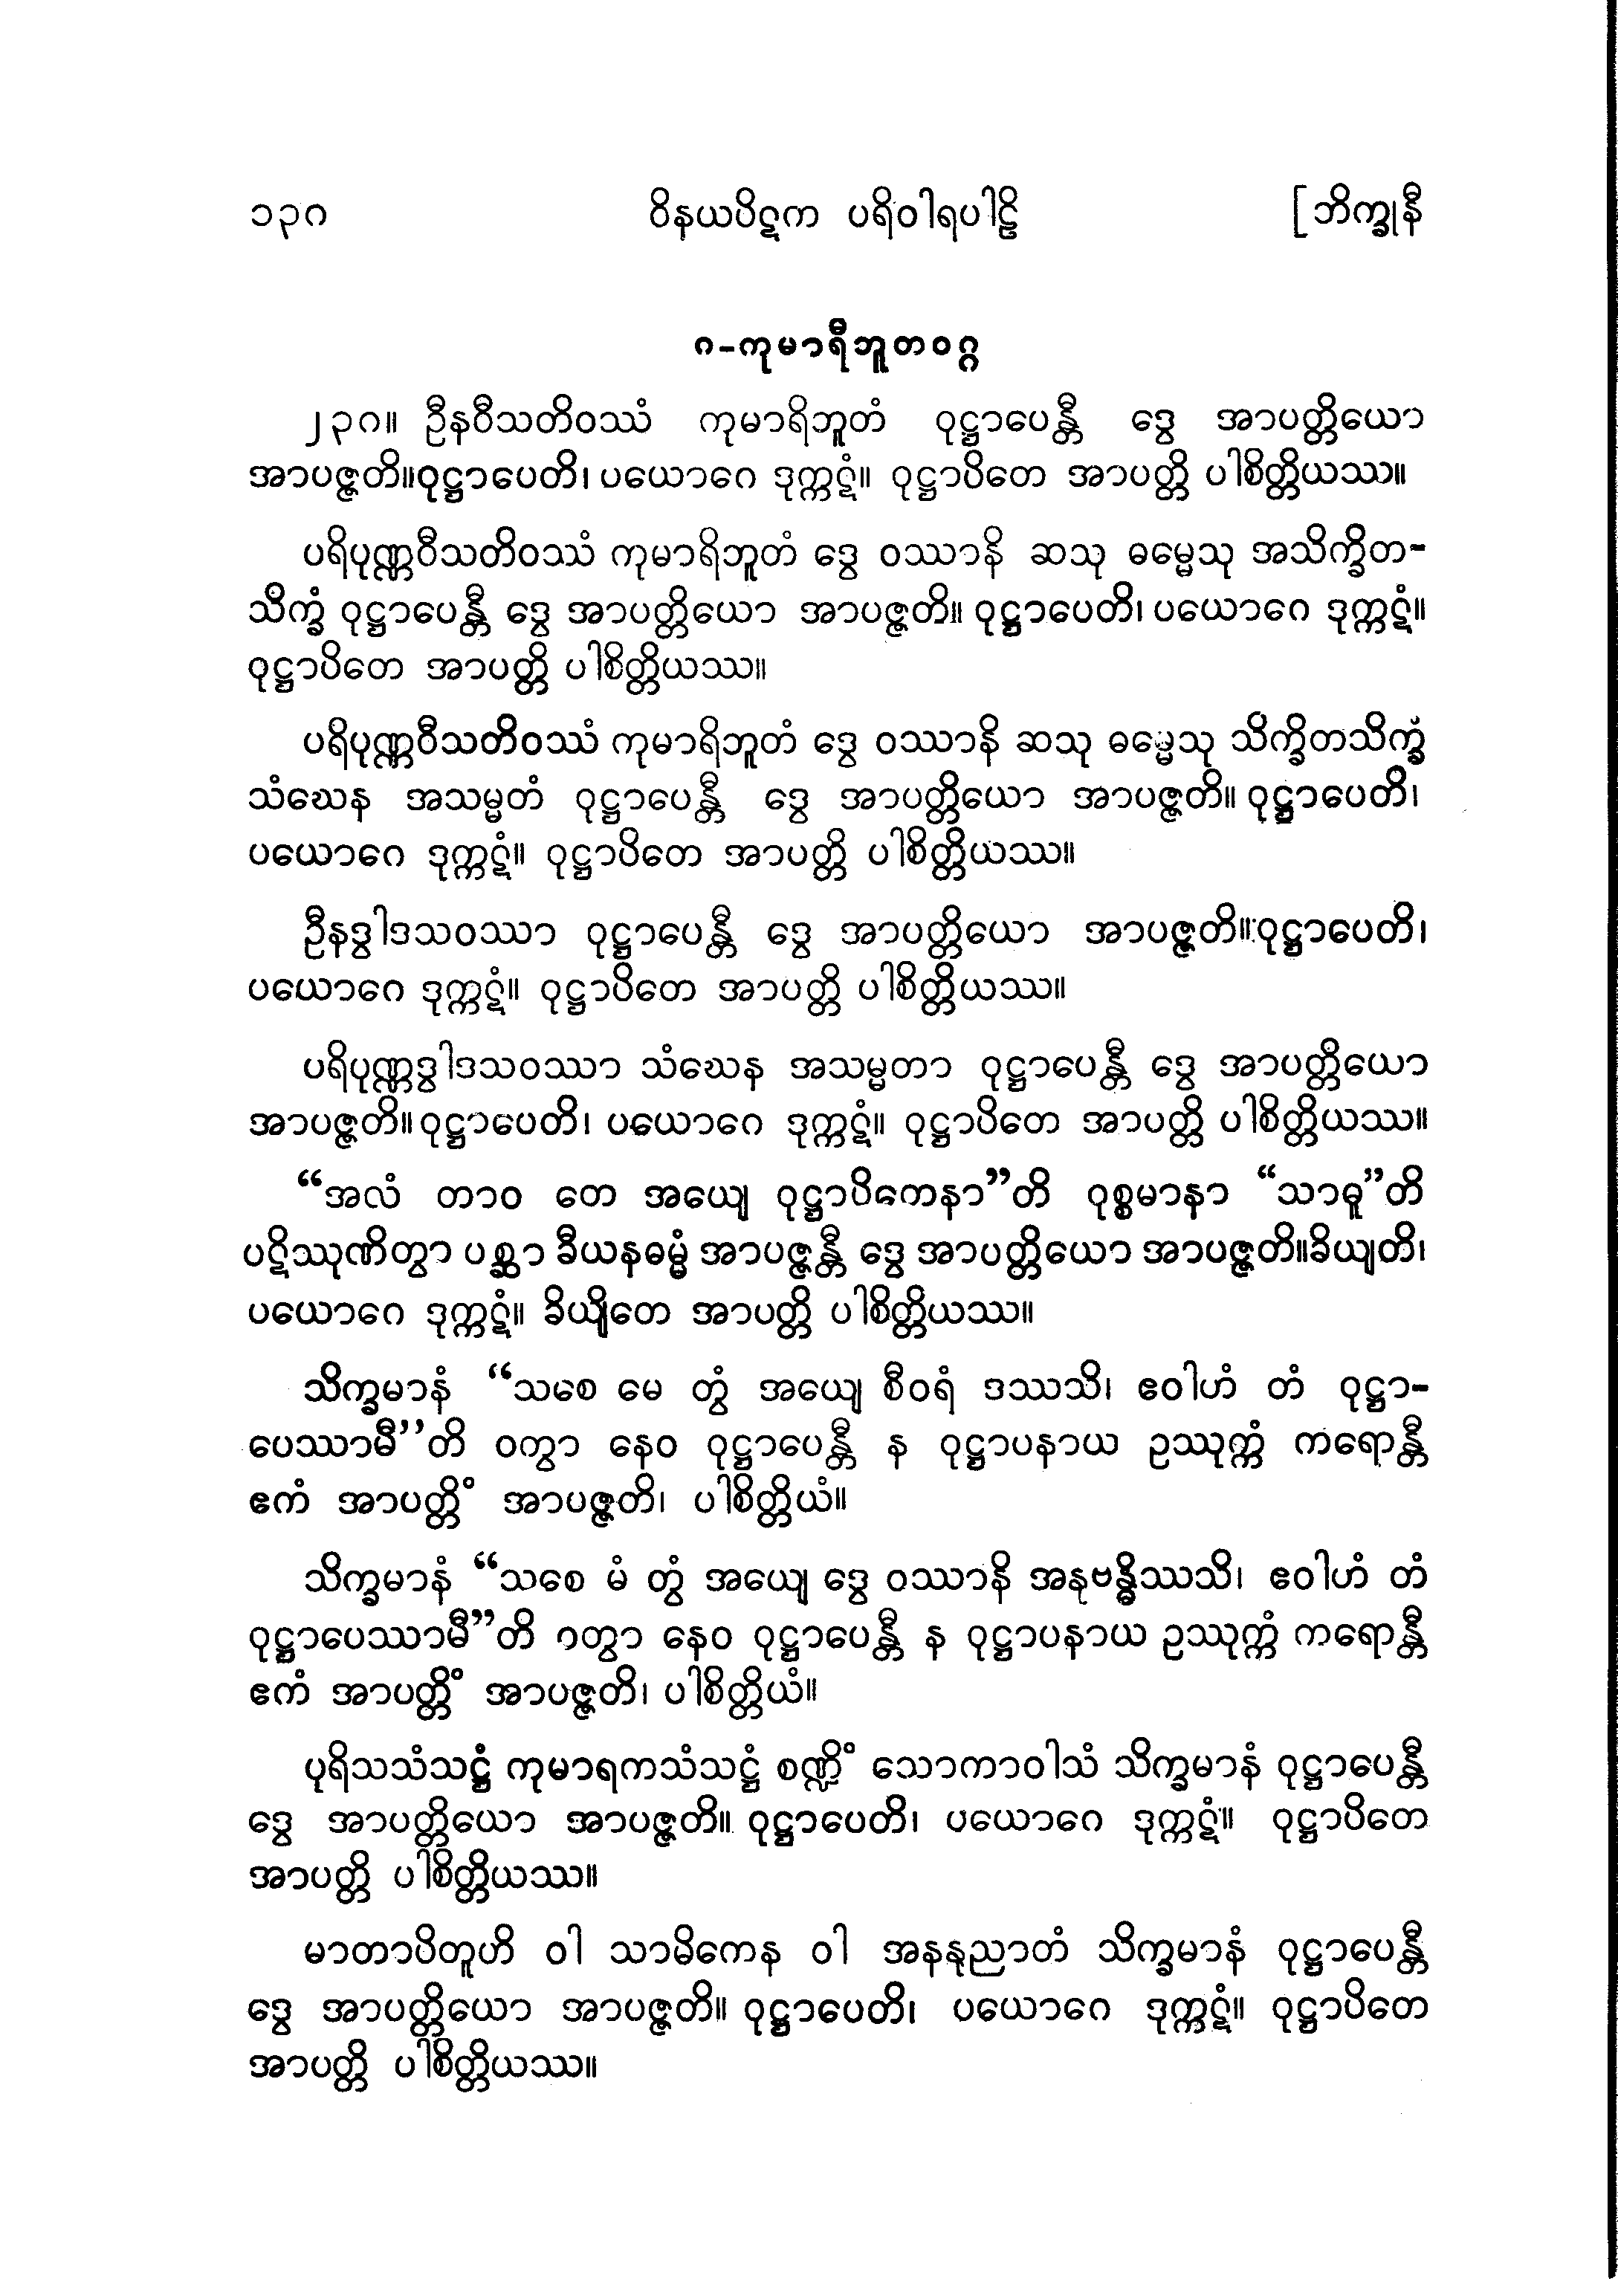 ၁၃၈ ဝိနယပိဋက ပရိဝါရပါဠိ [ဘိက္ခုနီ
၈-ကုမာရီဘူတဝဂ္ဂ
၂၃၈။ ဦနဝီသတိဝဿံ ကုမာရိဘူတံ ဝုဋ္ဌာပေန္တီ ဒွေ အာပတ္တိယော
အာပဇ္ဇတိ။ ဝုဋ္ဌာပေတိ၊ ပယောဂေ ဒုက္ကဋံ။ ဝုဋ္ဌာပိတေ အာပတ္တိ ပါစိတ္တိယဿ။
ပရိပုဏ္ဏဝီသတိဝဿံ ကုမာရိဘူတံ ဒွေ ဝဿာနိ ဆသု ဓမ္မေသု အသိက္ခိတ-
သိက္ခံ ဝုဋ္ဌာပေန္တီ ဒွေ အာပတ္တိယော အာပဇ္ဇတိ။ ဝုဋ္ဌာပေတိ၊ ပယောဂေ ဒုက္ကဋံ။
ဝုဋ္ဌာပိတေ အာပတ္တိ ပါစိတ္တိယဿ။
ပရိပုဏ္ဏဝီသတိဝဿံ ကုမာရိဘူတံ ဒွေ ဝဿာနိ ဆသု ဓမ္မေသု သိက္ခိတသိက္ခံ
သံဃေန အသမ္မတံ ဝုဋ္ဌာပေန္တီ ဒွေ အာပတ္တိယော အာပဇ္ဇတိ။ ဝုဋ္ဌာပေတိ၊
ပယောဂေ ဒုက္ကဋံ။ ဝုဋ္ဌာပိတေ အာပတ္တိ ပါစိတ္တိယဿ။
ဦနဒွါဒသဝဿာ ဝုဋ္ဌာပေန္တီ ဒွေ အာပတ္တိယော အာပဇ္ဇတိ။ ဝုဋ္ဌာပေတိ၊
ပယောဂေ ဒုက္ကဋံ။ ဝုဋ္ဌာပိတေ အာပတ္တိ ပါစိတ္တိယဿ။
ပရိပုဏ္ဏဒွါဒသဝဿာ သံဃေန အသမ္မတာ ဝုဋ္ဌာပေန္တီ ဒွေ အာပတ္တိယော
အာပဇ္ဇတိ။ ဝုဋ္ဌာပေတိ၊ ပယောဂေ ဒုက္ကဋံ။ ဝုဋ္ဌာပိတေ အာပတ္တိ ပါစိတ္တိယဿ။
“အလံ တာဝ တေ အယျေ ဝုဋ္ဌာပိကေနာ”တိ ဝုစ္စမာနာ “သာဓူ”တိ
ပဋိဿုဏိတွာ ပစ္ဆာ ခီယနဓမ္မံ အာပဇ္ဇန္တီ ဒွေ အာပတ္တိယော အာပဇ္ဇတိ။ ခိယျတိ၊
ပယောဂေ ဒုက္ကဋံ။ ခိယျိတေ အာပတ္တိ ပါစိတ္တိယဿ။
သိက္ခမာနံ “သစေ မေ တွံ အယျေ စီဝရံ ဒဿသိ၊ ဧဝါဟံ တံ ဝုဋ္ဌာ-
ပေဿာမီ”တိ ဝတွာ နေဝ ဝုဋ္ဌာပေန္တီ န ဝုဋ္ဌာပနာယ ဥဿုက္ကံ ကရောန္တီ
ဧကံ အာပတ္တိံ အာပဇ္ဇတိ၊ ပါစိတ္တိယံ။
သိက္ခမာနံ “သစေ မံ တွံ အယျေ ဒွေ ဝဿာနိ အနုဗန္ဓိဿသိ၊ ဧဝါဟံ တံ
ဝုဋ္ဌာပေဿာမီ”တိ ဝတွာ နေဝ ဝုဋ္ဌာပေန္တီ န ဝုဋ္ဌာပနာယ ဥဿုက္ကံ ကရောန္တီ
ဧကံ အာပတ္တိံ အာပဇ္ဇတိ၊ ပါစိတ္တိယံ။
ပုရိသသံသဋ္ဌံ ကုမာရကသံသဋ္ဌံ စဏ္ဍိံ သောကာဝါသံ သိက္ခမာနံ ဝုဋ္ဌာပေန္တီ
ဒွေ အာပတ္တိယော အာပဇ္ဇတိ။ ဝုဋ္ဌာပေတိ၊ ပယောဂေ ဒုက္ကဋံ။ ဝုဋ္ဌာပိတေ
အာပတ္တိ ပါစိတ္တိယဿ။
မာတာပိတူဟိ ဝါ သာမိကေန ဝါ အနနုညာတံ သိက္ခမာနံ ဝုဋ္ဌာပေန္တီ
ဒွေ အာပတ္တိယော အာပဇ္ဇတိ။ ဝုဋ္ဌာပေတိ၊ ပယောဂေ ဒုက္ကဋံ။ ဝုဋ္ဌာပိတေ
အာပတ္တိ ပါစိတ္တိယဿ။